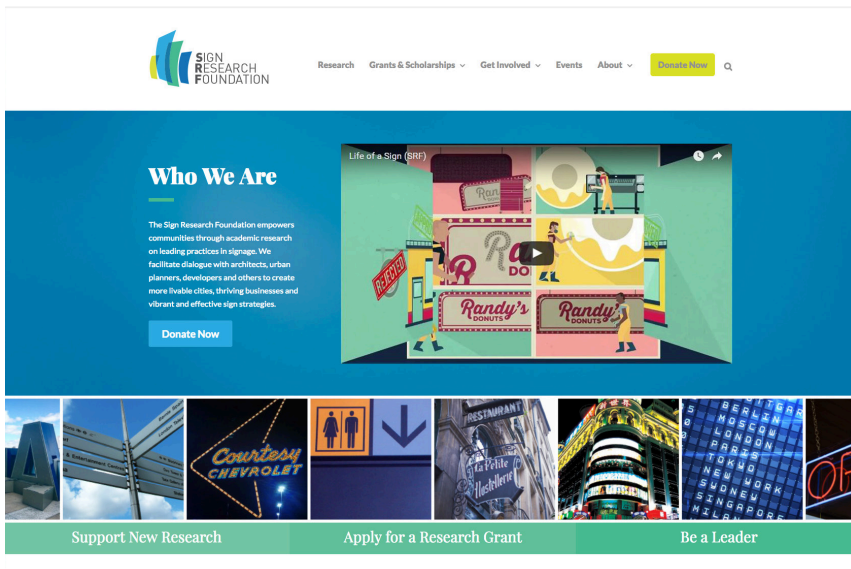 SIGN
RESEARCH
FOUNDATION
Research Grants & Scholarships Get Involved Events About Donate Now
Who We Are
The Sign Research Foundation empowers
communities through academic research
on leading practices in signage. We
facilitate dialogue with architects, urban
planners, developers and others to create
more livable cities, thriving businesses and
vibrant and effective sign strategies.
Donate Now
Life of a Sign (SRF)
REJECTED
Randy's
DONUTS
Randy's
DONUTS
Courtesy
CHEVROLET
RESTAURANT
La Petite
Hostellerie
BERLIN
MOSCOW
LONDON
PARIS
TOKYO
NEW YORK
SYDNEY
SINGAPOR
MILAN
Support New Research
Apply for a Research Grant
Be a Leader